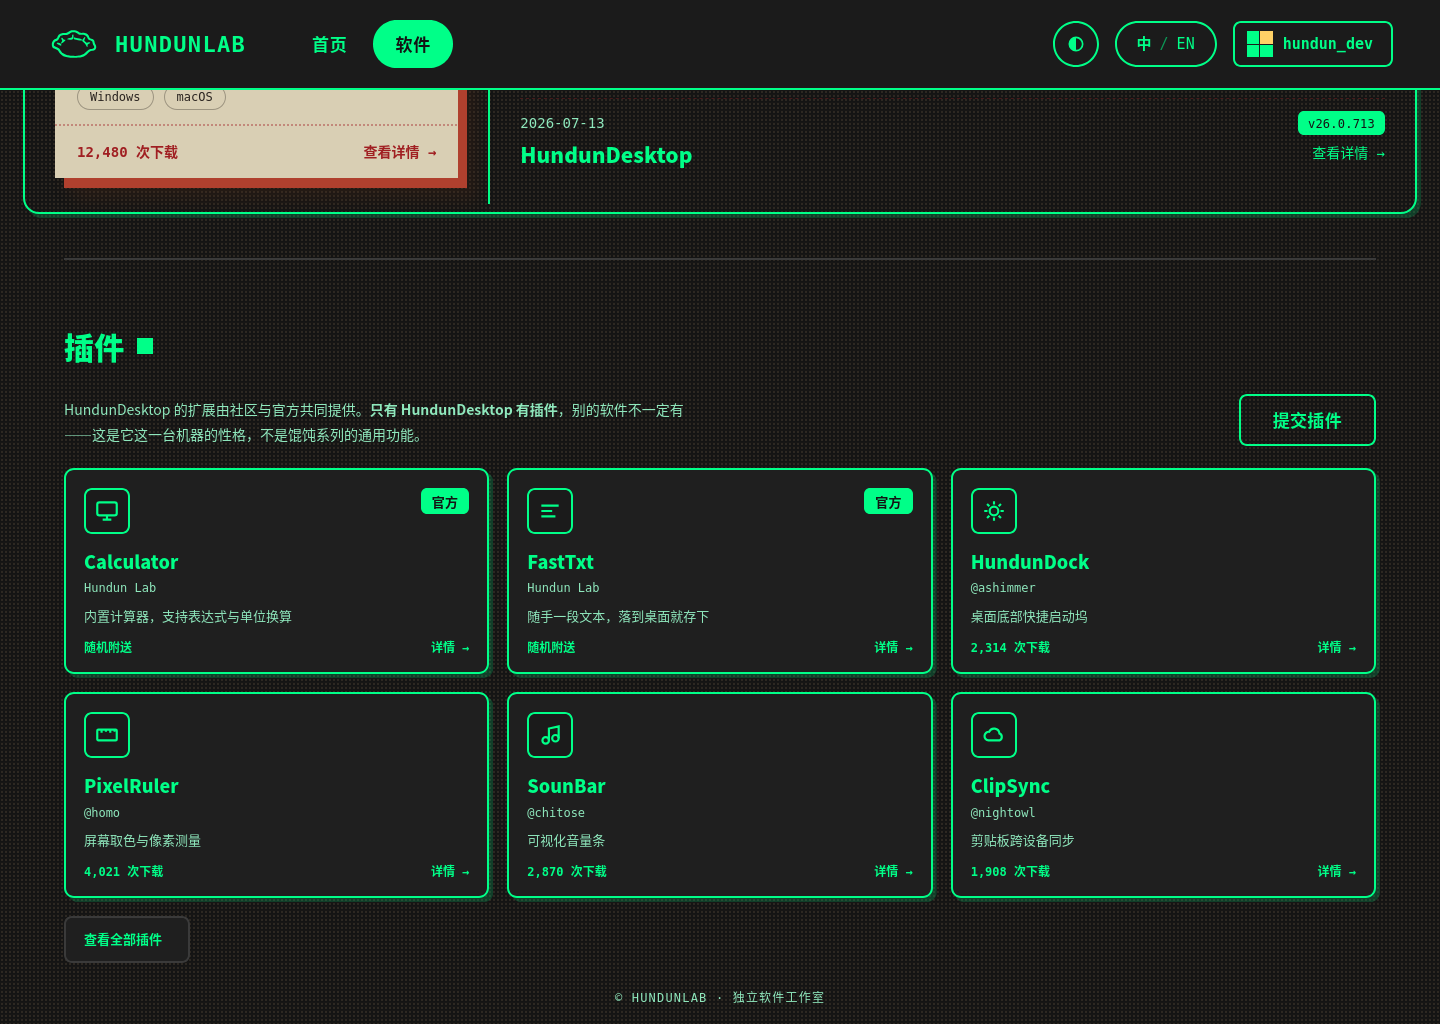 HUNDUNLAB
首页
软件
中 / EN
hundun_dev
Windows
macOS
12,480 次下载
查看详情 →
2026-07-13
v26.0.713
HundunDesktop
查看详情 →
插件
HundunDesktop 的扩展由社区与官方共同提供。只有 HundunDesktop 有插件，别的软件不一定有
——这是它这一台机器的性格，不是馄饨系列的通用功能。
提交插件
官方
Calculator
Hundun Lab
内置计算器，支持表达式与单位换算
随机附送
详情 →
官方
FastTxt
Hundun Lab
随手一段文本，落到桌面就存下
随机附送
详情 →
HundunDock
@ashimmer
桌面底部快捷启动坞
2,314 次下载
详情 →
PixelRuler
@homo
屏幕取色与像素测量
4,021 次下载
详情 →
SounBar
@chitose
可视化音量条
2,870 次下载
详情 →
ClipSync
@nightowl
剪贴板跨设备同步
1,908 次下载
详情 →
查看全部插件
© HUNDUNLAB · 独立软件工作室